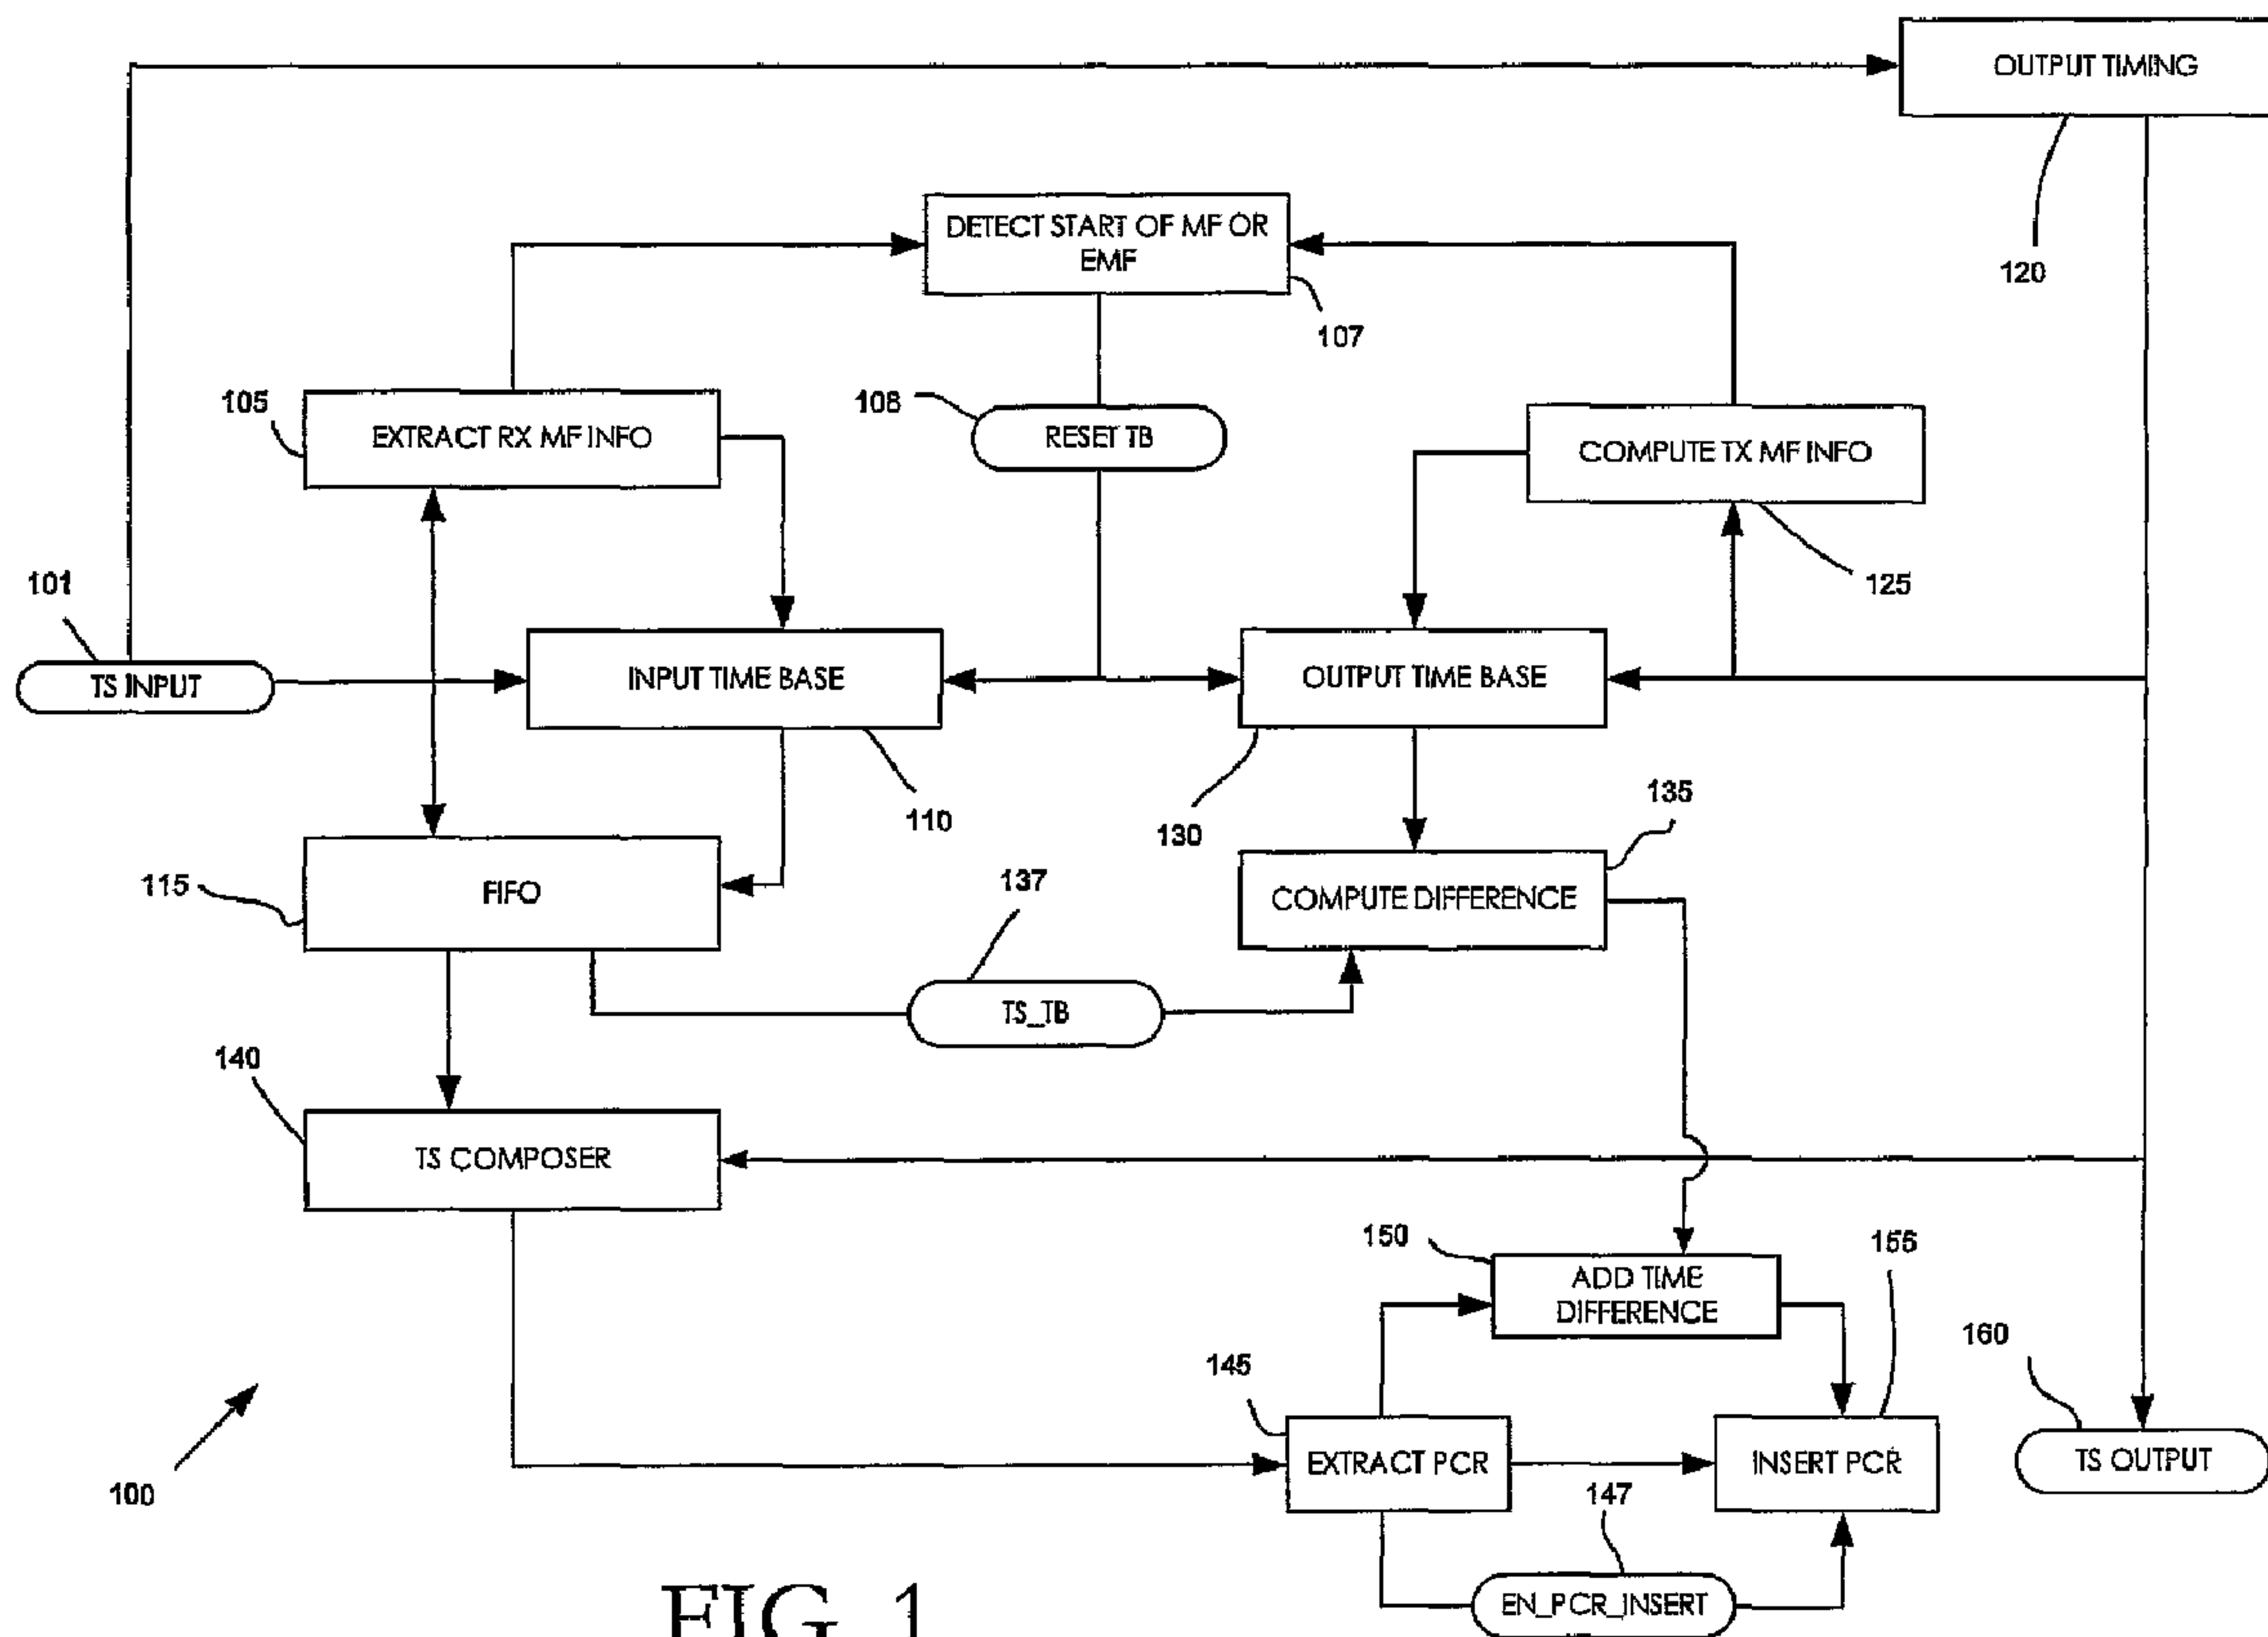 OUTPUT TIMING
120
DETECT START OF MF OR
EMF
107
105
EXTRACT RX MF INFO
108
RESET TB
COMPUTE TX MF INFO
125
101
TS INPUT
INPUT TIME BASE
110
OUTPUT TIME BASE
130
135
115
FIFO
137
COMPUTE DIFFERENCE
TS_TB
140
TS COMPOSER
150
ADD TIME
DIFFERENCE
155
160
145
EXTRACT PCR
INSERT PCR
TS OUTPUT
147
EN_PCR_INSERT
100
FIG. 1